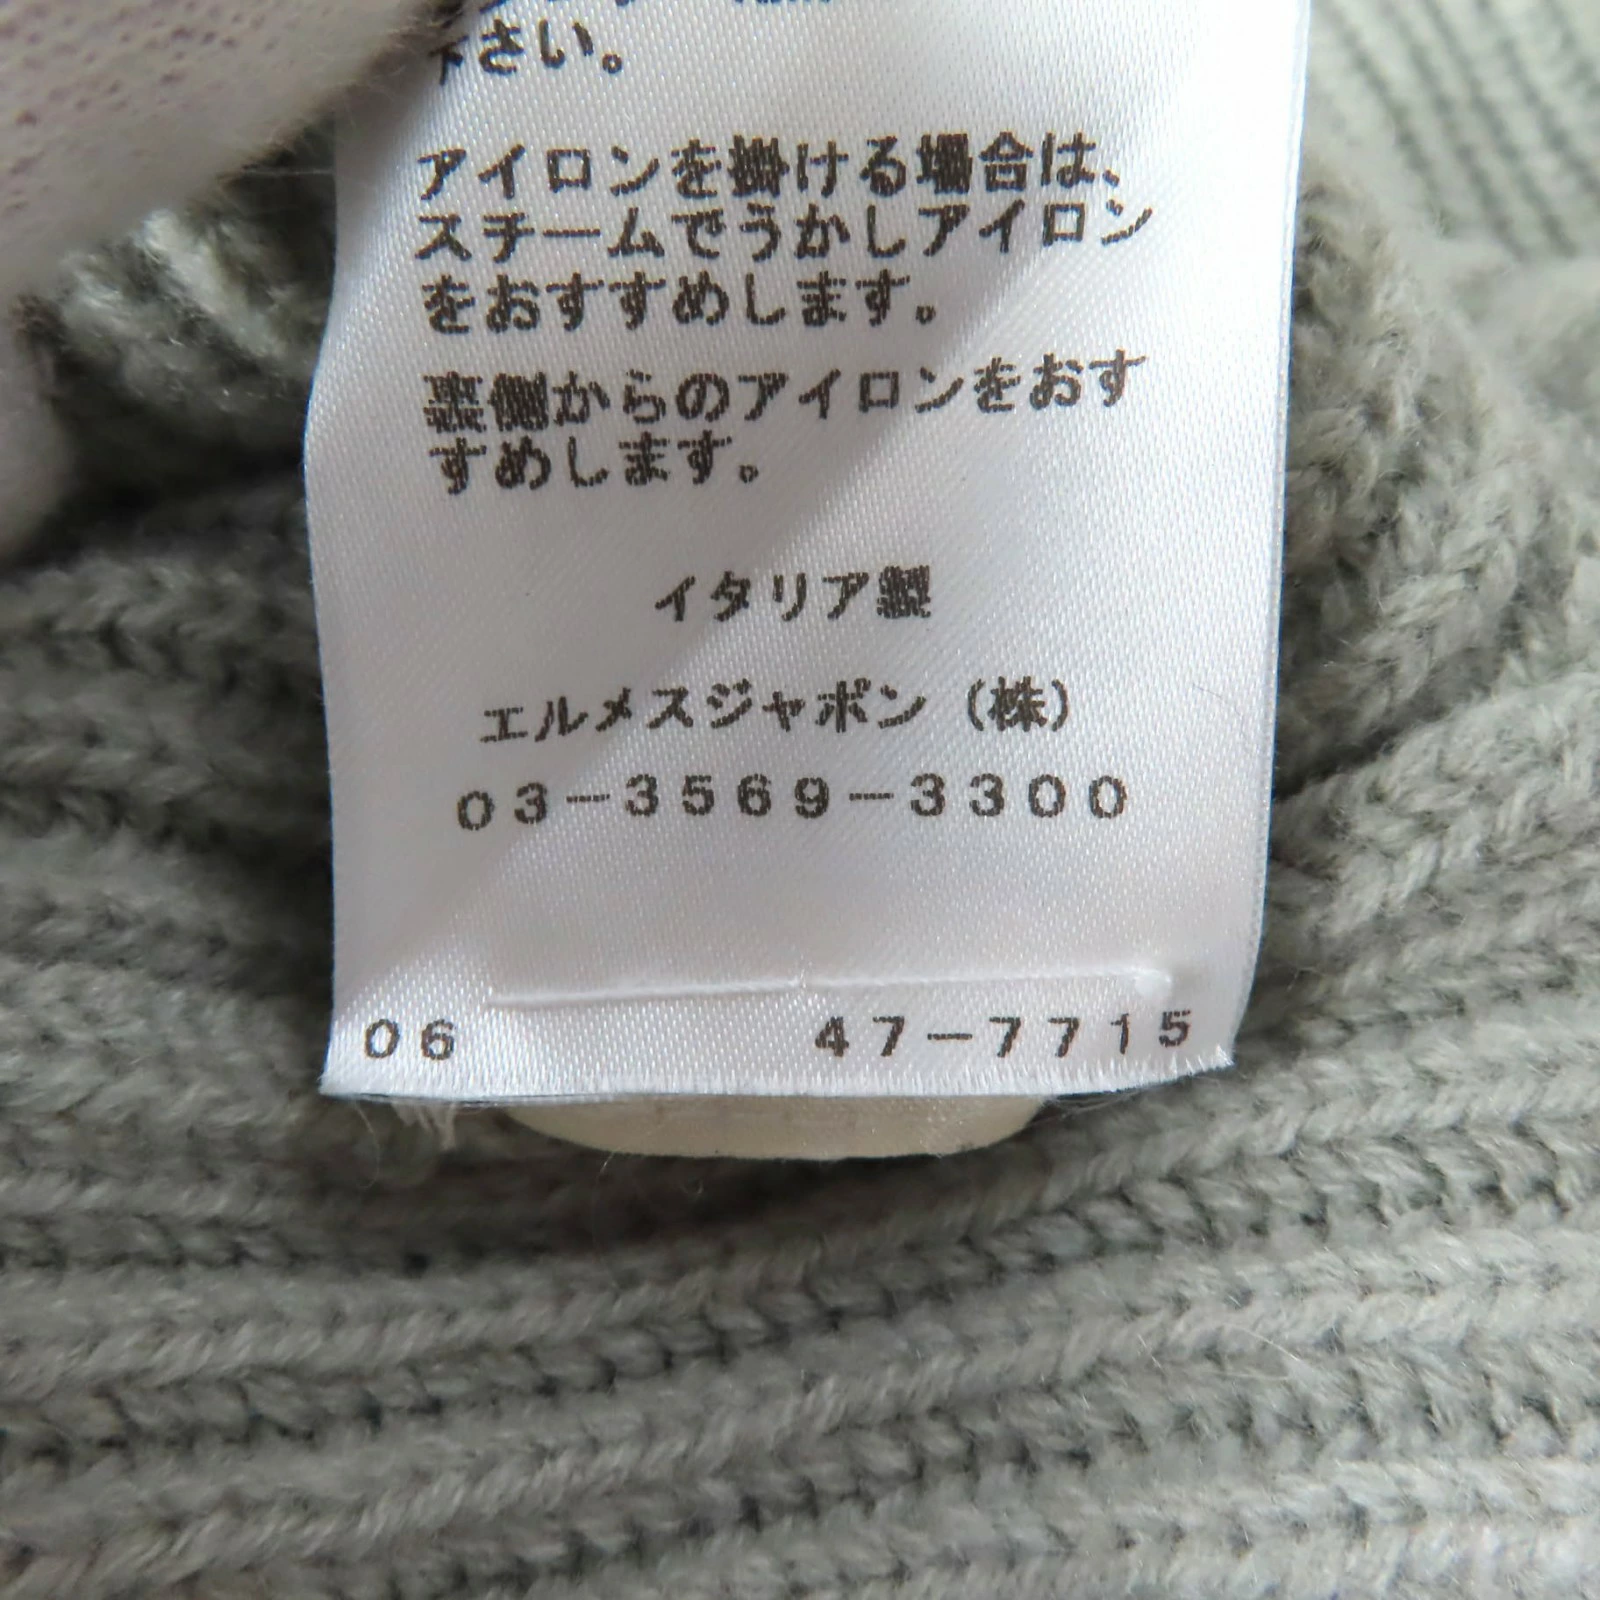 下さい。
アイロンを掛ける場合は、
スチームでうかしアイロン
をおすすめします。
裏側からのアイロンをおす
すめします。
イタリア製
エルメスジャポン（株）
03-3569-3300
06 47-7715